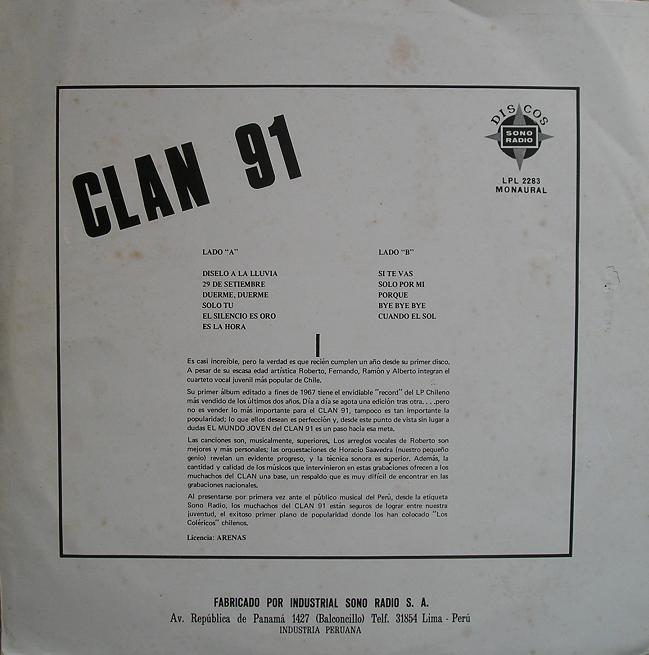 CLAN 91
DISCOS
SONO
RADIO
LPL 2283
MONAURAL
LADO "A"
DISELO A LA LLUVIA
29 DE SETIEMBRE
DUERME, DUERME
SOLO TU
EL SILENCIO ES ORO
ES LA HORA
LADO "B"
SI TE VAS
SOLO POR MI
PORQUE
BYE BYE BYE
CUANDO EL SOL
Es casi increíble, pero la verdad es que recién cumplen un año desde su primer disco.
A pesar de su escasa edad artística Roberto, Fernando, Ramón y Alberto integran el
cuarteto vocal juvenil más popular de Chile.
Su primer álbum editado a fines de 1967 tiene el envidiable "record" del LP Chileno
más vendido de los últimos dos años. Día a día se agota una edición tras otra. . . .pero
no es vender lo más importante para el CLAN 91, tampoco es tan importante la
popularidad; lo que ellos desean es perfección y, desde este punto de vista sin lugar a
dudas EL MUNDO JOVEN del CLAN 91 es un paso hacia esa meta.
Las canciones son, musicalmente, superiores. Los arreglos vocales de Roberto son
mejores y más personales; las orquestaciones de Horacio Saavedra (nuestro pequeño
genio) revelan un evidente progreso, y la técnica sonora es superior. Además, la
cantidad y calidad de los músicos que intervinieron en estas grabaciones ofrecen a los
muchachos del CLAN una base, un respaldo que es muy difícil de encontrar en las
grabaciones nacionales.
Al presentarse por primera vez ante el público musical del Perú, desde la etiqueta
Sono Radio, los muchachos del CLAN 91 están seguros de lograr entre nuestra
juventud, el exitoso primer plano de popularidad donde los han colocado "Los
Coléricos" chilenos.
Licencia: ARENAS
FABRICADO POR INDUSTRIAL SONO RADIO S. A.
Av. República de Panamá 1427 (Balconcillo) Telf. 31854 Lima - Perú
INDUSTRIA PERUANA